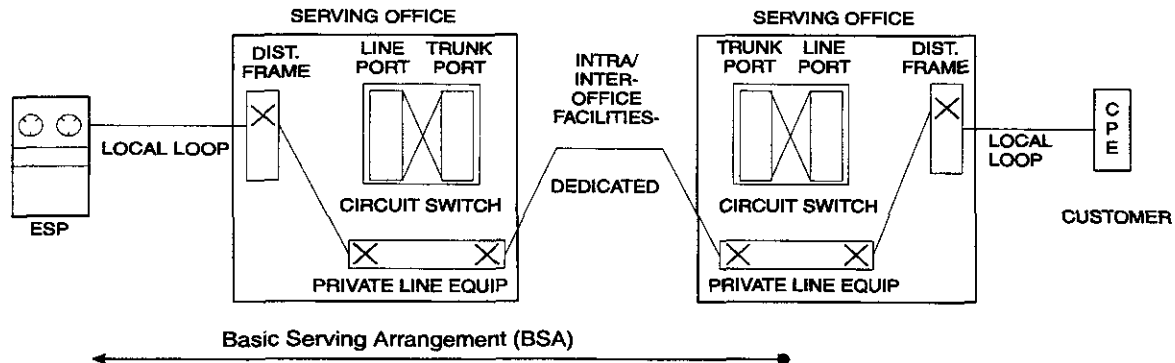 SERVING OFFICE
DIST.
FRAME
LINE
PORT
TRUNK
PORT
LOCAL LOOP
ESP
CIRCUIT SWITCH
PRIVATE LINE EQUIP
INTRA/
INTER-
OFFICE
FACILITIES-
DEDICATED
SERVING OFFICE
TRUNK
PORT
LINE
PORT
DIST.
FRAME
CIRCUIT SWITCH
PRIVATE LINE EQUIP
LOCAL
LOOP
C
P
E
CUSTOMER
Basic Serving Arrangement (BSA)